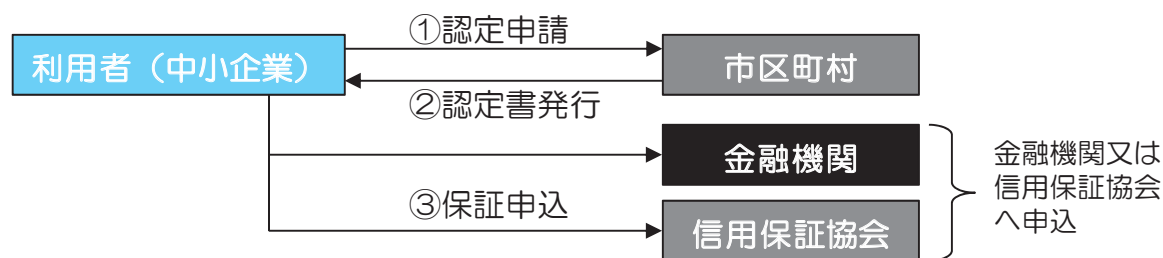 ①認定申請
利用者（中小企業）
市区町村
②認定書発行
金融機関
③保証申込
信用保証協会
金融機関又は
信用保証協会
へ申込